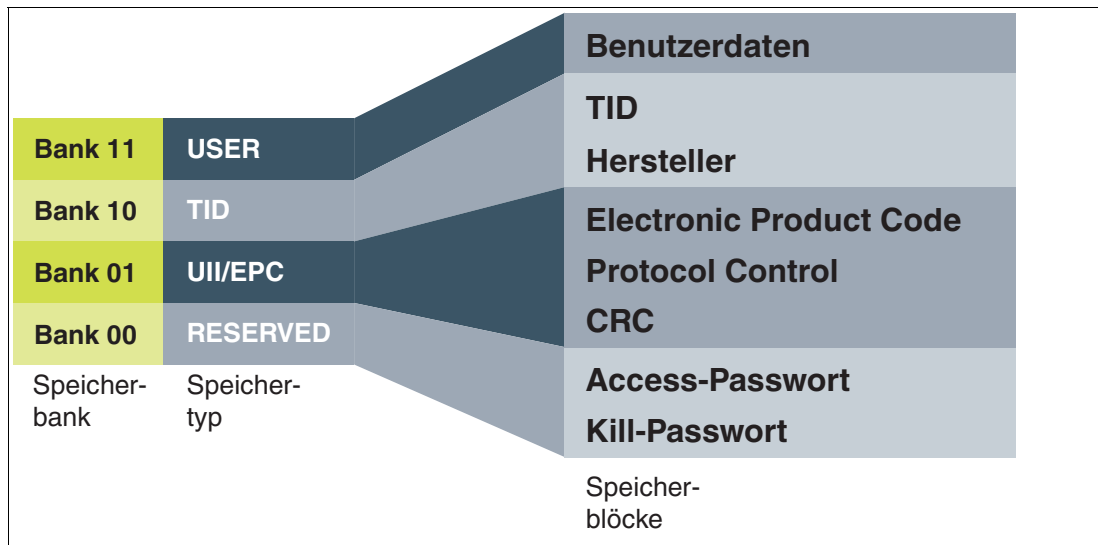 Benutzerdaten
TID
Hersteller
Bank 11 USER
Bank 10 TID
Electronic Product Code
Bank 01 UII/EPC
Protocol Control
CRC
Bank 00 RESERVED
Access-Passwort
Kill-Passwort
Speicher-
bank
Speicher-
typ
Speicher-
blöcke